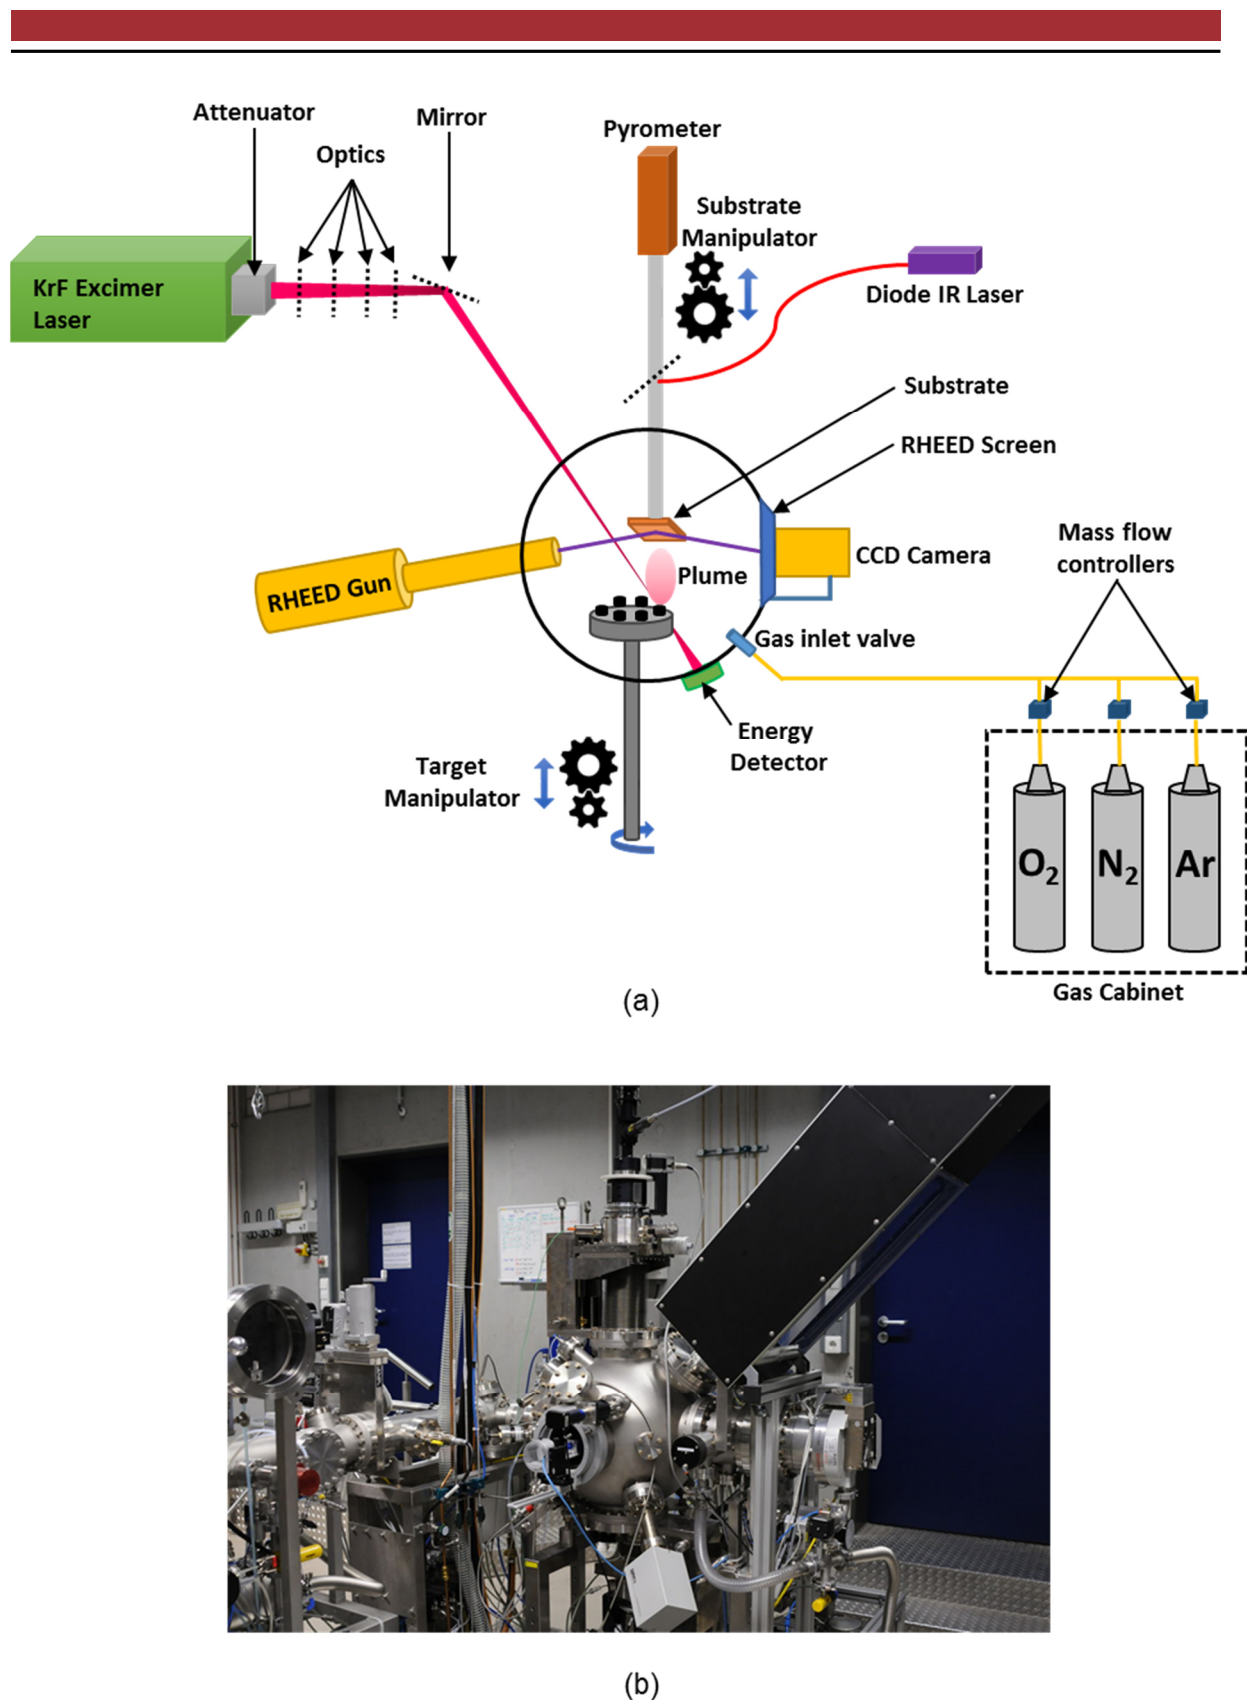 Attenuator
Mirror
Optics
Pyrometer
Substrate
Manipulator
KrF Excimer
Laser
Diode IR Laser
Substrate
RHEED Screen
Mass flow
controllers
CCD Camera
Plume
RHEED Gun
Gas inlet valve
Energy
Detector
Target
Manipulator
O₂
N₂
Ar
Gas Cabinet
(a)
(b)